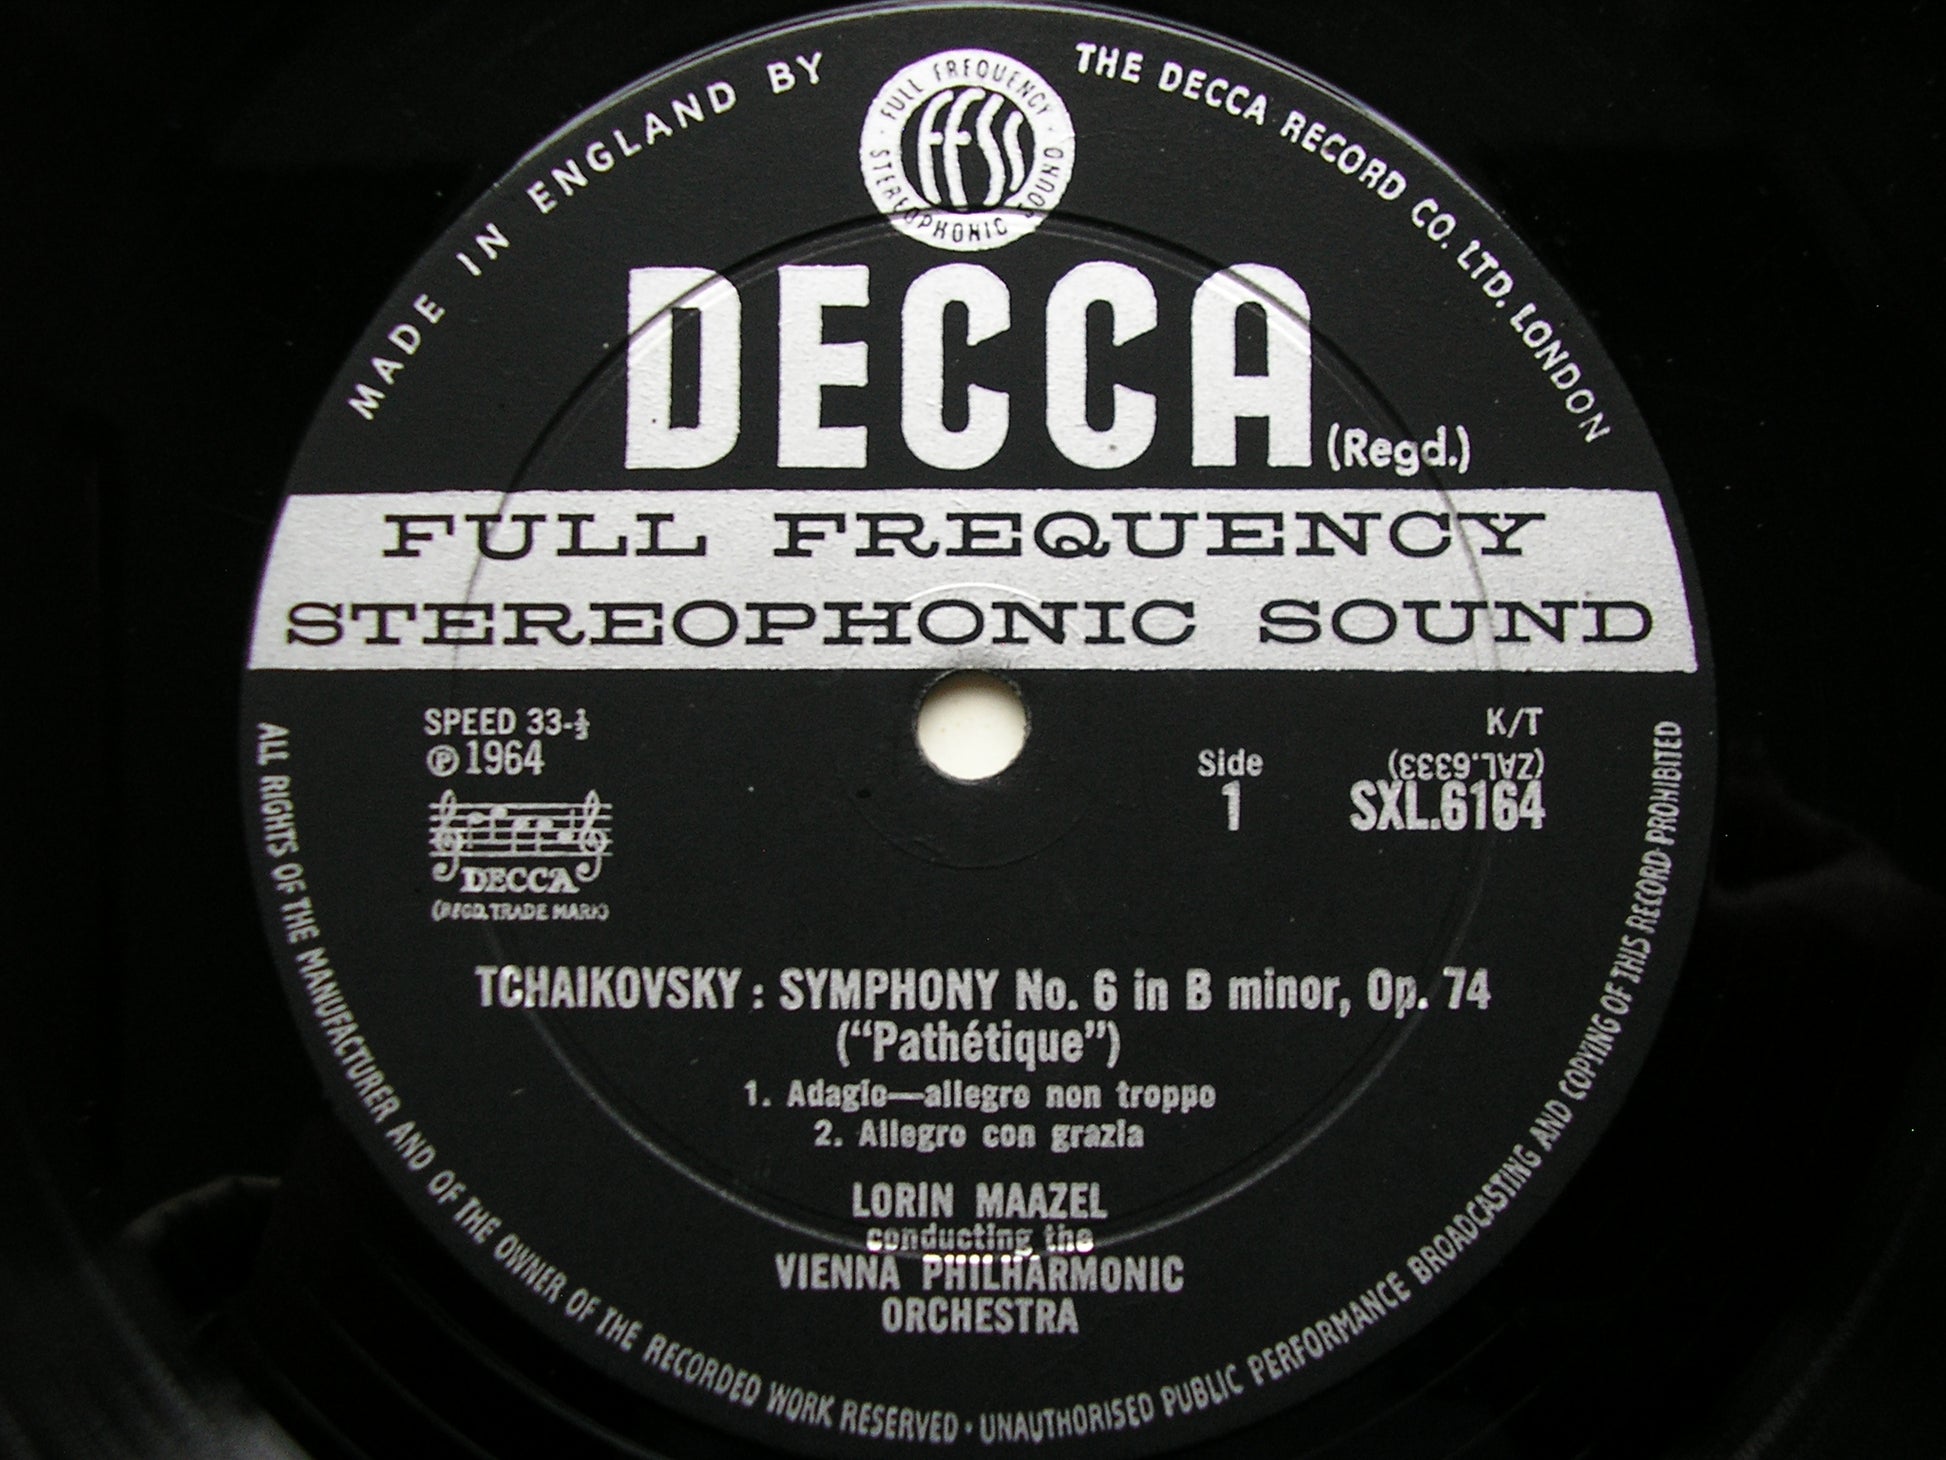 MADE IN ENGLAND BY
THE DECCA RECORD CO. LTD. LONDON
FULL FREQUENCY · STEREOPHONIC SOUND ·
FFSS
DECCA (Regd.)
FULL FREQUENCY
STEREOPHONIC SOUND
SPEED 33-⅓
℗ 1964
K/T
(ZAL.6333)
Side
1
SXL.6164
DECCA
(REGD. TRADE MARK)
TCHAIKOVSKY: SYMPHONY No. 6 in B minor, Op. 74
("Pathétique")
1. Adagio—allegro non troppo
2. Allegro con grazia
LORIN MAAZEL
conducting the
VIENNA PHILHARMONIC
ORCHESTRA
ALL RIGHTS OF THE MANUFACTURER AND OF THE OWNER OF THE RECORDED WORK RESERVED · UNAUTHORISED PUBLIC PERFORMANCE BROADCASTING AND COPYING OF THIS RECORD PROHIBITED